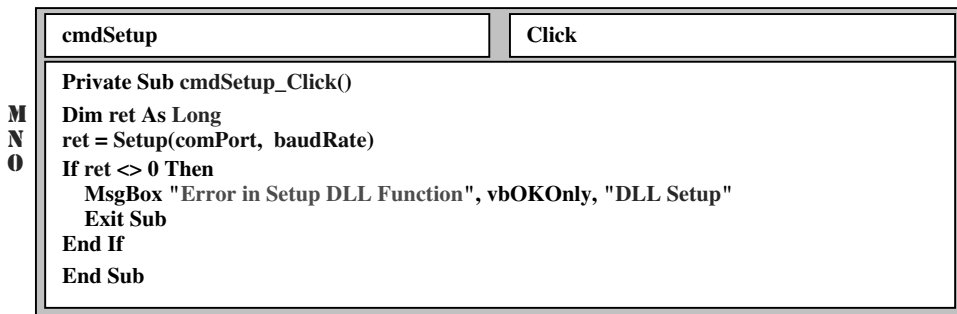 cmdSetup
Click
Private Sub cmdSetup_Click()
M
Dim ret As Long
N
ret = Setup(comPort, baudRate)
O
If ret <> 0 Then
MsgBox "Error in Setup DLL Function", vbOKOnly, "DLL Setup"
Exit Sub
End If
End Sub